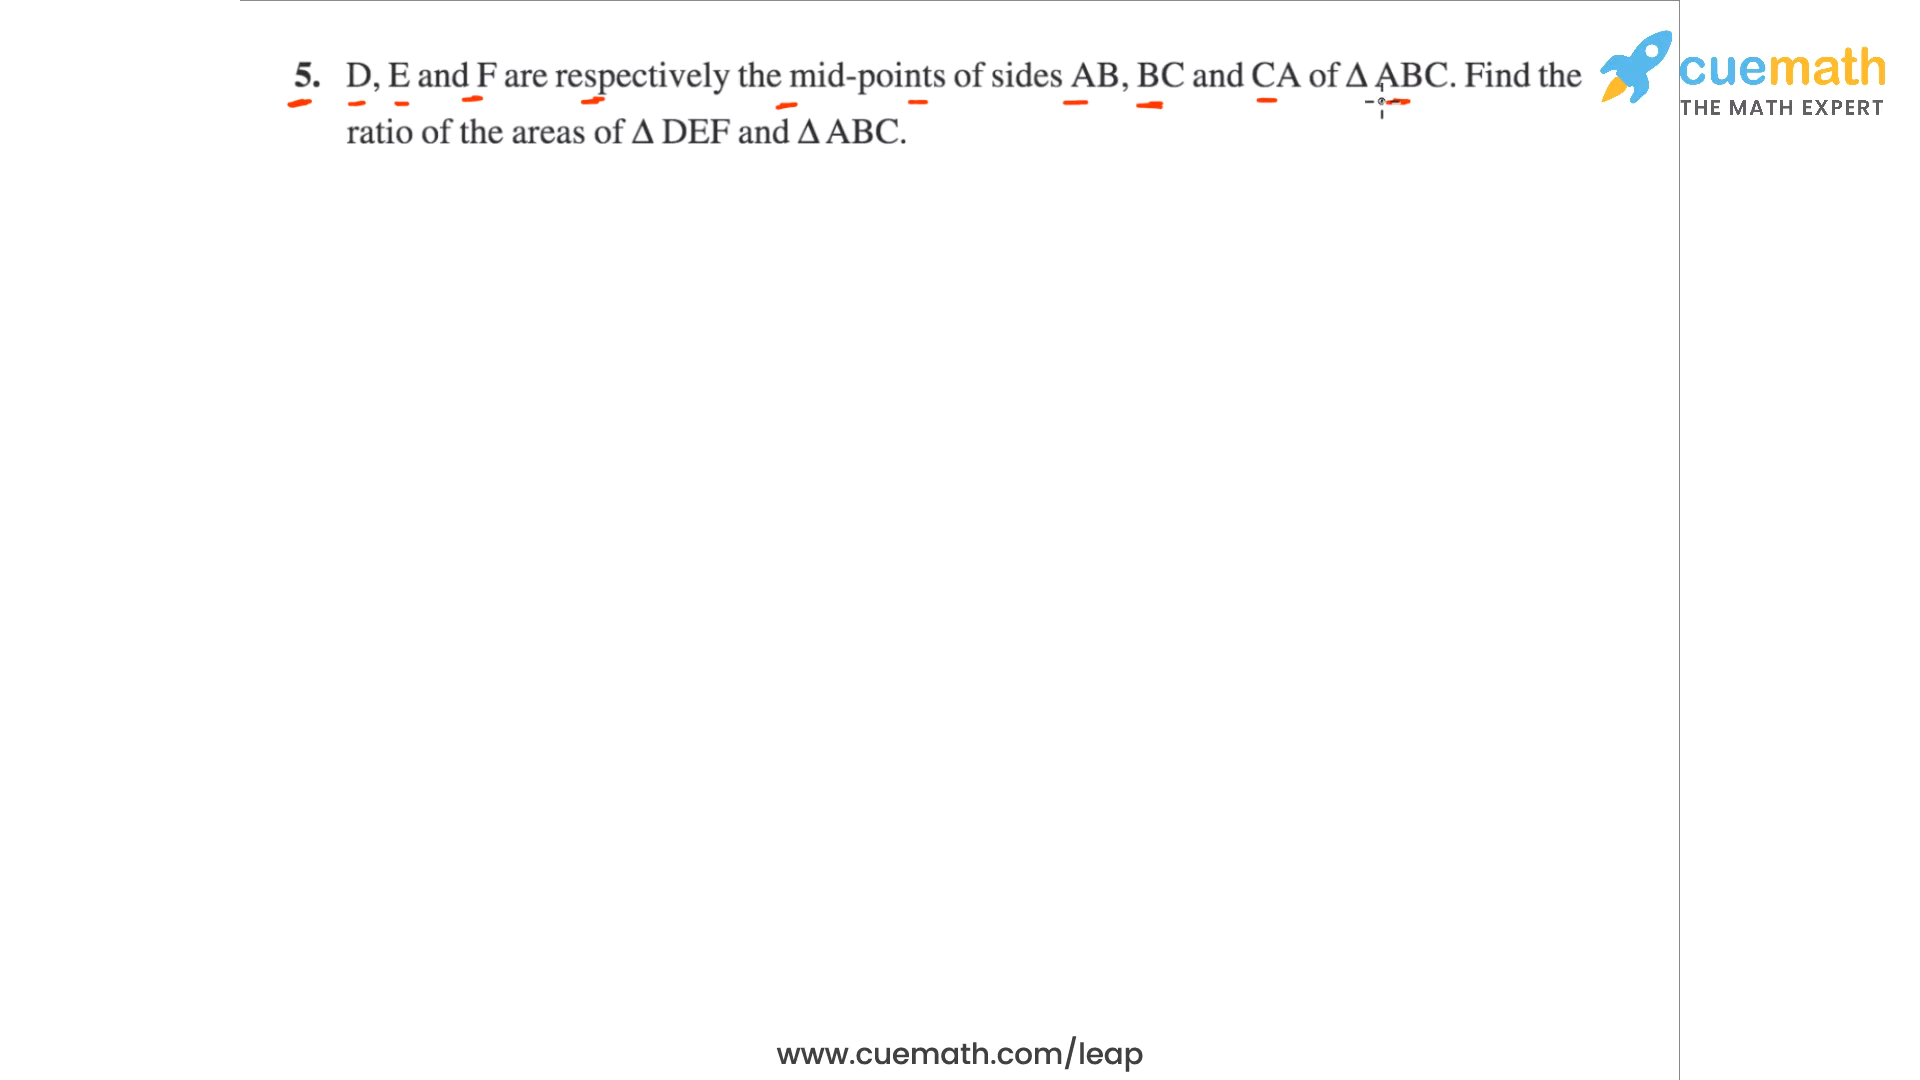 5. D, E and F are respectively the mid-points of sides AB, BC and CA of Δ ABC. Find the
ratio of the areas of Δ DEF and Δ ABC.
cuemath
THE MATH EXPERT
www.cuemath.com/leap